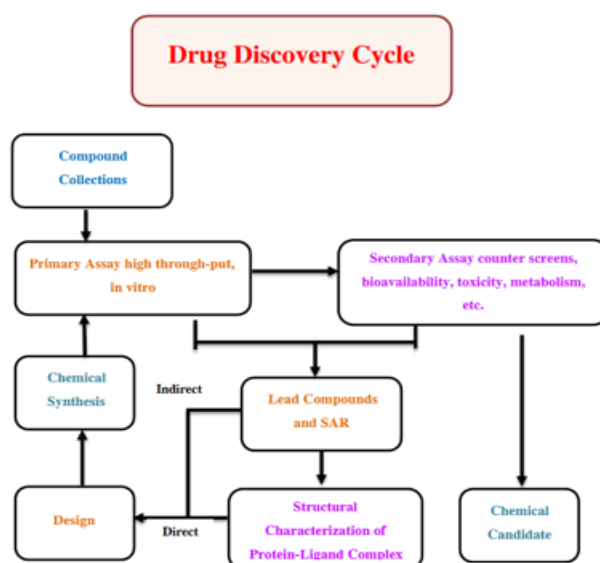 Drug Discovery Cycle
Compound
Collections
Primary Assay high through-put,
in vitro
Secondary Assay counter screens,
bioavailability, toxicity, metabolism,
etc.
Chemical
Synthesis
Indirect
Lead Compounds
and SAR
Design
Direct
Structural
Characterization of
Protein-Ligand Complex
Chemical
Candidate